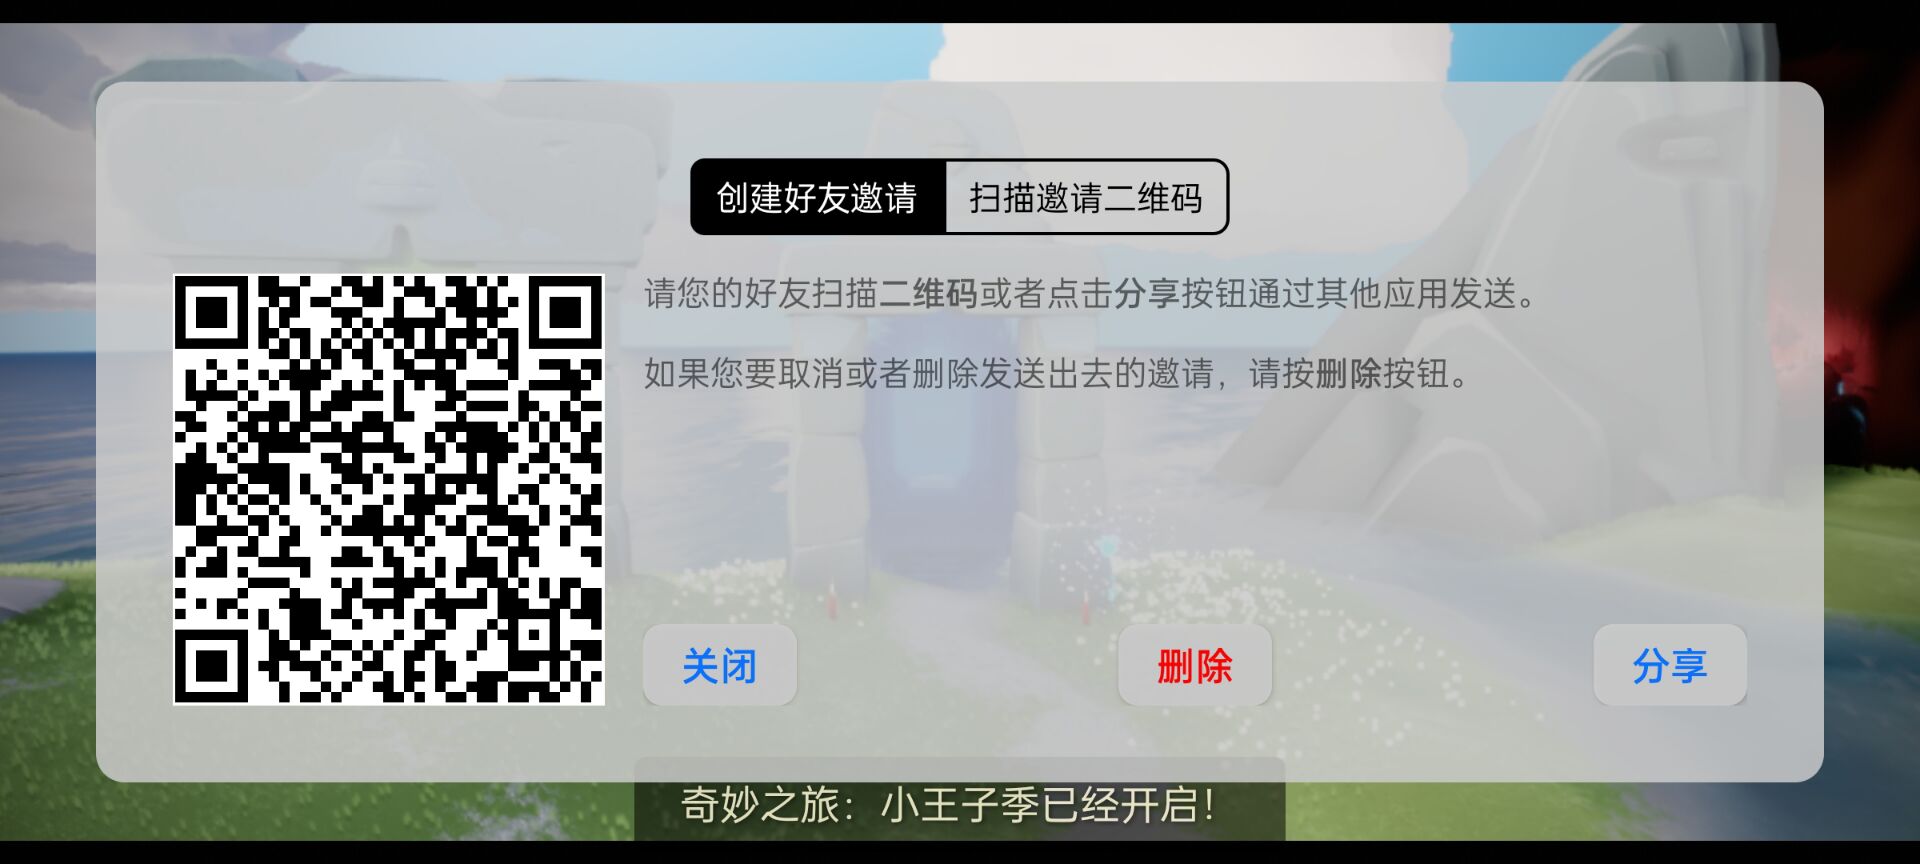 创建好友邀请 扫描邀请二维码
请您的好友扫描二维码或者点击分享按钮通过其他应用发送。
如果您要取消或者删除发送出去的邀请，请按删除按钮。
关闭 删除 分享
奇妙之旅：小王子季已经开启！